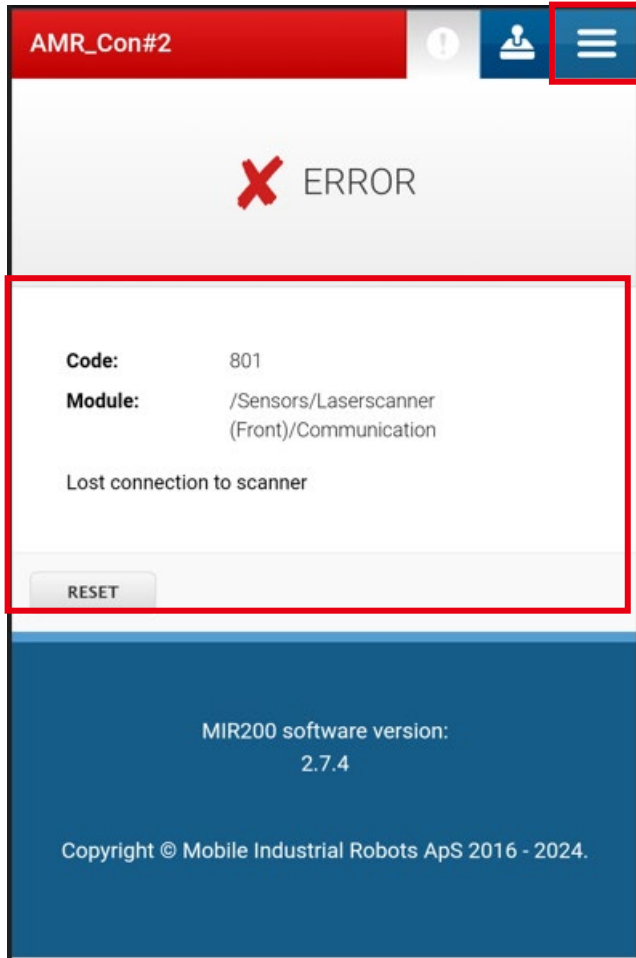 AMR_Con#2
ERROR
Code: 801
Module: /Sensors/Laserscanner
(Front)/Communication
Lost connection to scanner
RESET
MIR200 software version:
2.7.4
Copyright © Mobile Industrial Robots ApS 2016 - 2024.